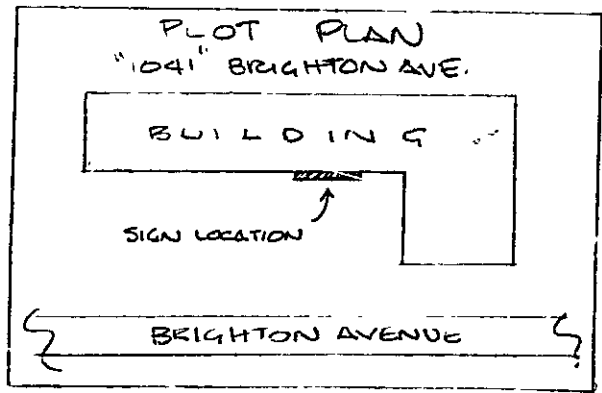 PLOT PLAN
"1041" BRIGHTON AVE.
BUILDING
SIGN LOCATION
BRIGHTON AVENUE